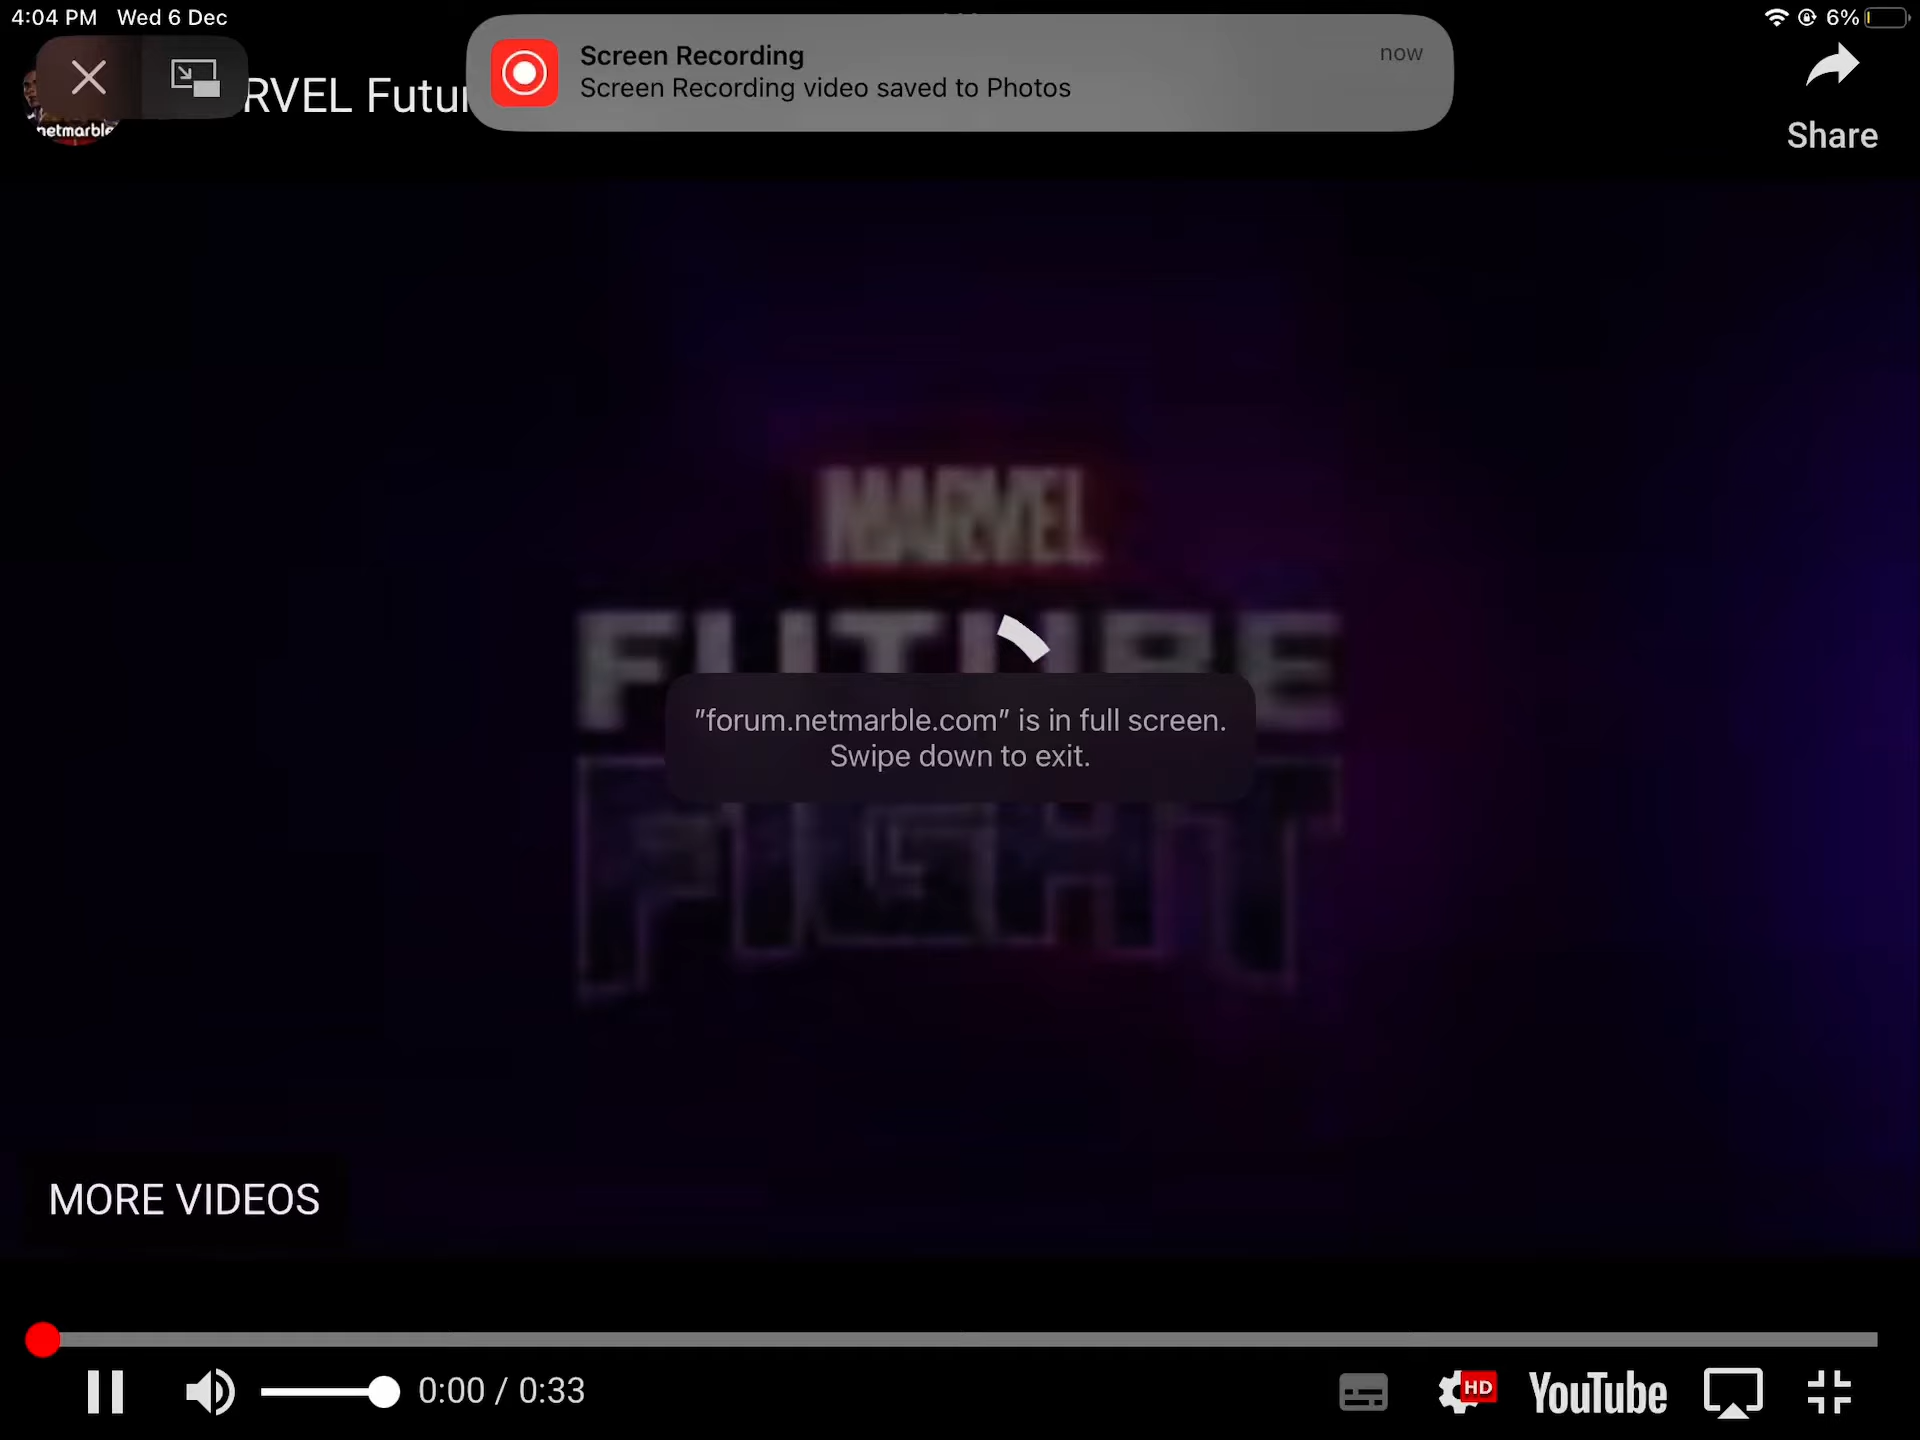 4:04 PM Wed 6 Dec
6%
Screen Recording
now
Screen Recording video saved to Photos
RVEL Futur
netmarble
Share
MARVEL
FUTURE
"forum.netmarble.com" is in full screen.
Swipe down to exit.
FIGHT
MORE VIDEOS
0:00 / 0:33
HD
YouTube